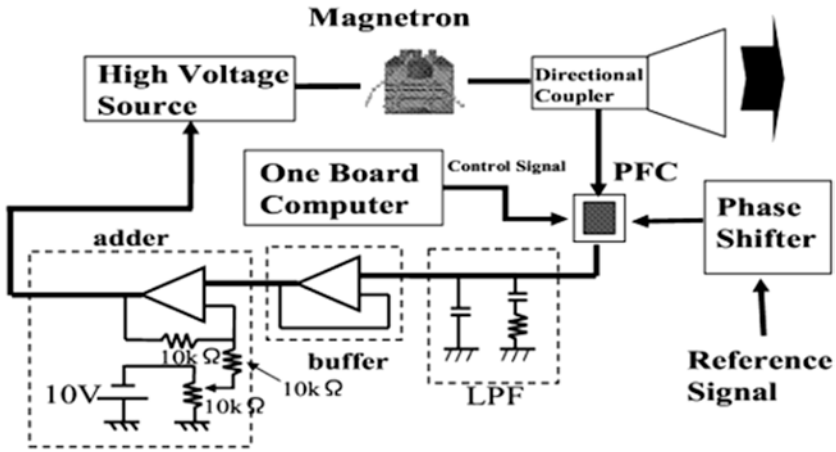 Magnetron
High Voltage
Source
Directional
Coupler
One Board
Computer
Control Signal
PFC
Phase
Shifter
adder
buffer
LPF
10kΩ
10kΩ
10V
10kΩ
Reference
Signal